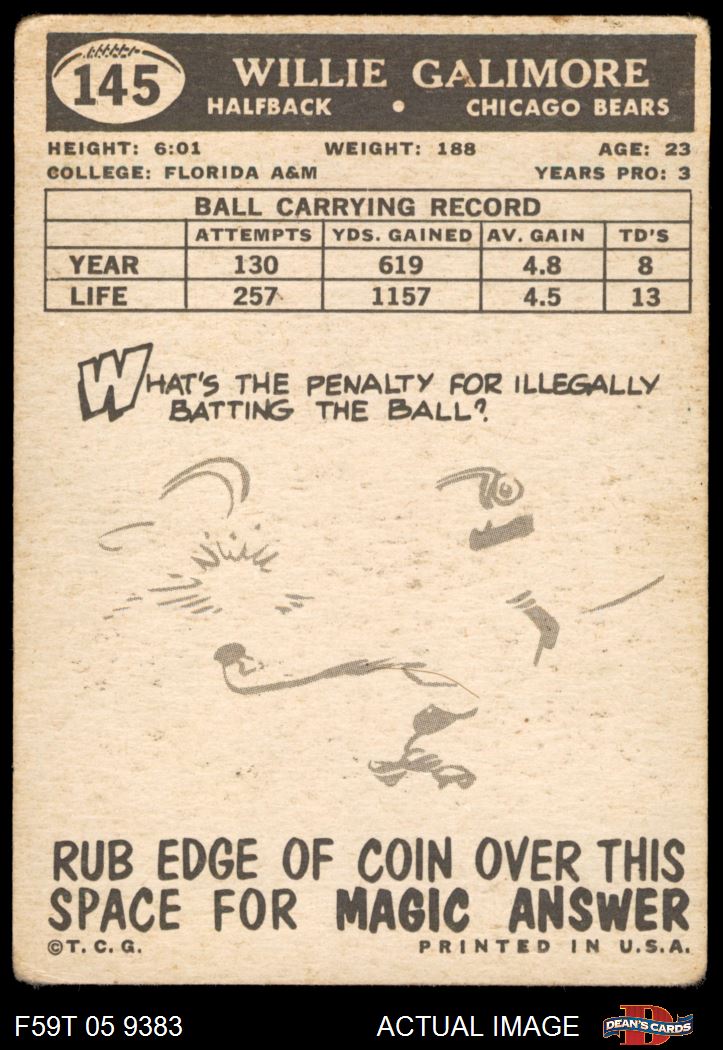 145
WILLIE GALIMORE
HALFBACK • CHICAGO BEARS
HEIGHT: 6:01 WEIGHT: 188 AGE: 23
COLLEGE: FLORIDA A&M YEARS PRO: 3
BALL CARRYING RECORD
ATTEMPTS YDS. GAINED AV. GAIN TD'S
YEAR 130 619 4.8 8
LIFE 257 1157 4.5 13
WHAT'S THE PENALTY FOR ILLEGALLY
BATTING THE BALL?
RUB EDGE OF COIN OVER THIS
SPACE FOR MAGIC ANSWER
©T. C. G. PRINTED IN U.S.A.
F59T 05 9383 ACTUAL IMAGE D DEAN'S CARDS